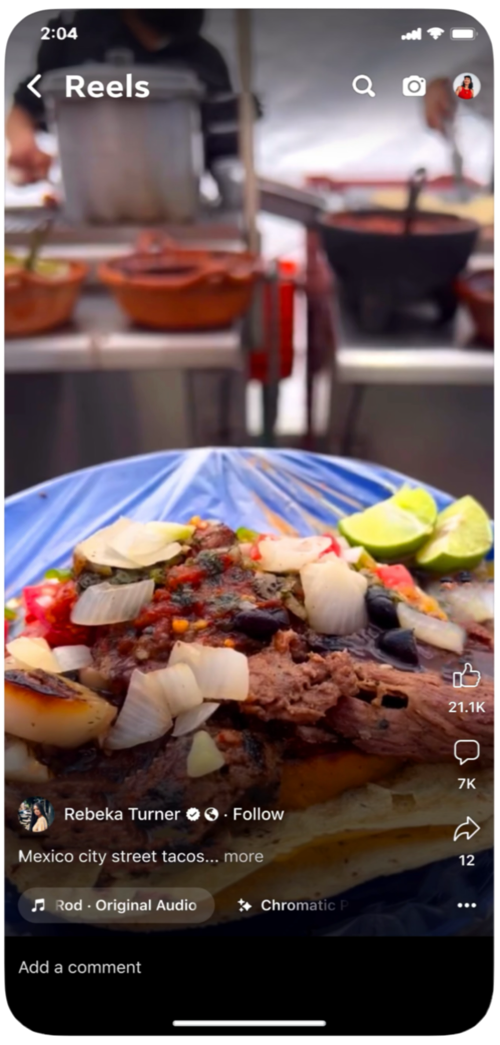 2:04
Reels
21.1K
7K
Rebeka Turner · Follow
12
Mexico city street tacos... more
Rod · Original Audio
Chromatic
Add a comment